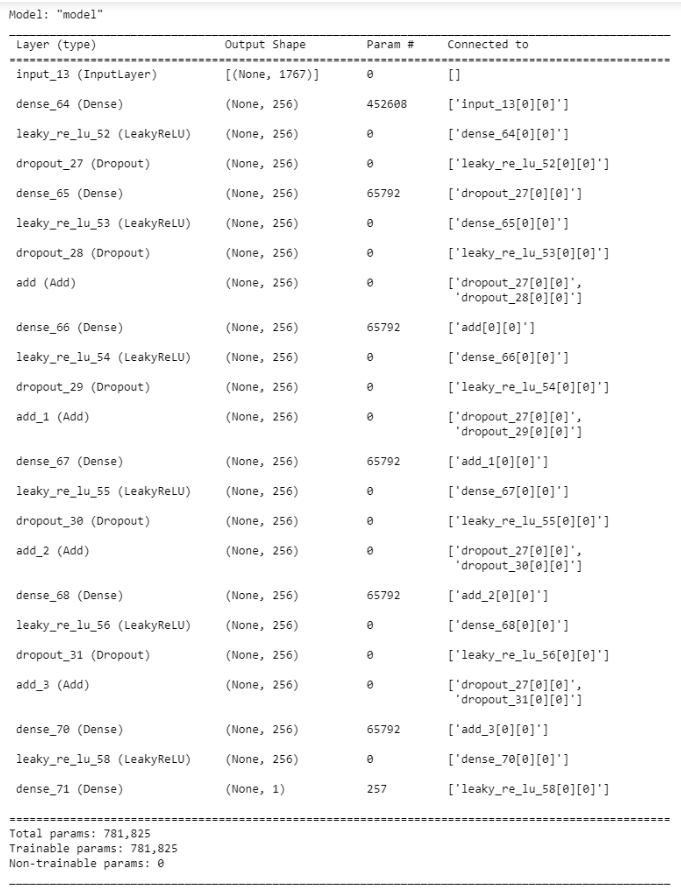 Model: "model"
Layer (type) Output Shape Param # Connected to
input_13 (InputLayer) [(None, 1767)] 0 []
dense_64 (Dense) (None, 256) 452608 ['input_13[0][0]']
leaky_re_lu_52 (LeakyReLU) (None, 256) 0 ['dense_64[0][0]']
dropout_27 (Dropout) (None, 256) 0 ['leaky_re_lu_52[0][0]']
dense_65 (Dense) (None, 256) 65792 ['dropout_27[0][0]']
leaky_re_lu_53 (LeakyReLU) (None, 256) 0 ['dense_65[0][0]']
dropout_28 (Dropout) (None, 256) 0 ['leaky_re_lu_53[0][0]']
add (Add) (None, 256) 0 ['dropout_27[0][0]',
'dropout_28[0][0]']
dense_66 (Dense) (None, 256) 65792 ['add[0][0]']
leaky_re_lu_54 (LeakyReLU) (None, 256) 0 ['dense_66[0][0]']
dropout_29 (Dropout) (None, 256) 0 ['leaky_re_lu_54[0][0]']
add_1 (Add) (None, 256) 0 ['dropout_27[0][0]',
'dropout_29[0][0]']
dense_67 (Dense) (None, 256) 65792 ['add_1[0][0]']
leaky_re_lu_55 (LeakyReLU) (None, 256) 0 ['dense_67[0][0]']
dropout_30 (Dropout) (None, 256) 0 ['leaky_re_lu_55[0][0]']
add_2 (Add) (None, 256) 0 ['dropout_27[0][0]',
'dropout_30[0][0]']
dense_68 (Dense) (None, 256) 65792 ['add_2[0][0]']
leaky_re_lu_56 (LeakyReLU) (None, 256) 0 ['dense_68[0][0]']
dropout_31 (Dropout) (None, 256) 0 ['leaky_re_lu_56[0][0]']
add_3 (Add) (None, 256) 0 ['dropout_27[0][0]',
'dropout_31[0][0]']
dense_70 (Dense) (None, 256) 65792 ['add_3[0][0]']
leaky_re_lu_58 (LeakyReLU) (None, 256) 0 ['dense_70[0][0]']
dense_71 (Dense) (None, 1) 257 ['leaky_re_lu_58[0][0]']
Total params: 781,825
Trainable params: 781,825
Non-trainable params: 0